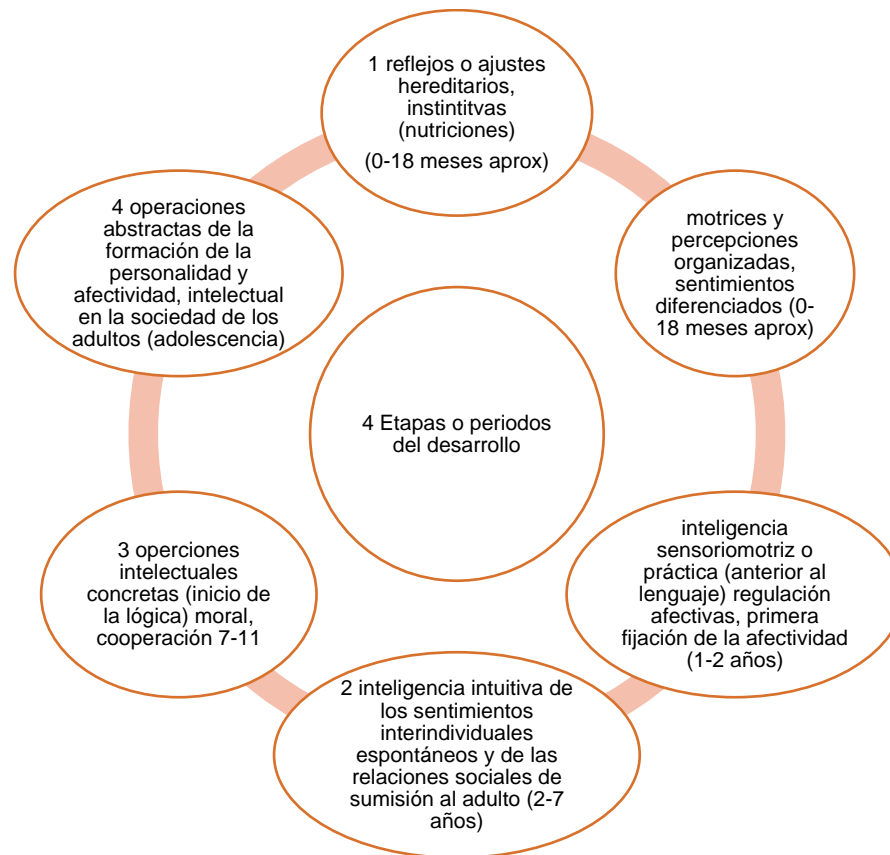 1 reflejos o ajustes
hereditarios,
instintitvas
(nutriciones)
(0-18 meses aprox)
motrices y
percepciones
organizadas,
sentimientos
diferenciados (0-
18 meses aprox)
inteligencia
sensoriomotriz o
práctica (anterior al
lenguaje) regulación
afectivas, primera
fijación de la afectividad
(1-2 años)
2 inteligencia intuitiva de
los sentimientos
interindividuales
espontáneos y de las
relaciones sociales de
sumisión al adulto (2-7
años)
3 operciones
intelectuales
concretas (inicio de
la lógica) moral,
cooperación 7-11
4 operaciones
abstractas de la
formación de la
personalidad y
afectividad, intelectual
en la sociedad de los
adultos (adolescencia)
4 Etapas o periodos
del desarrollo